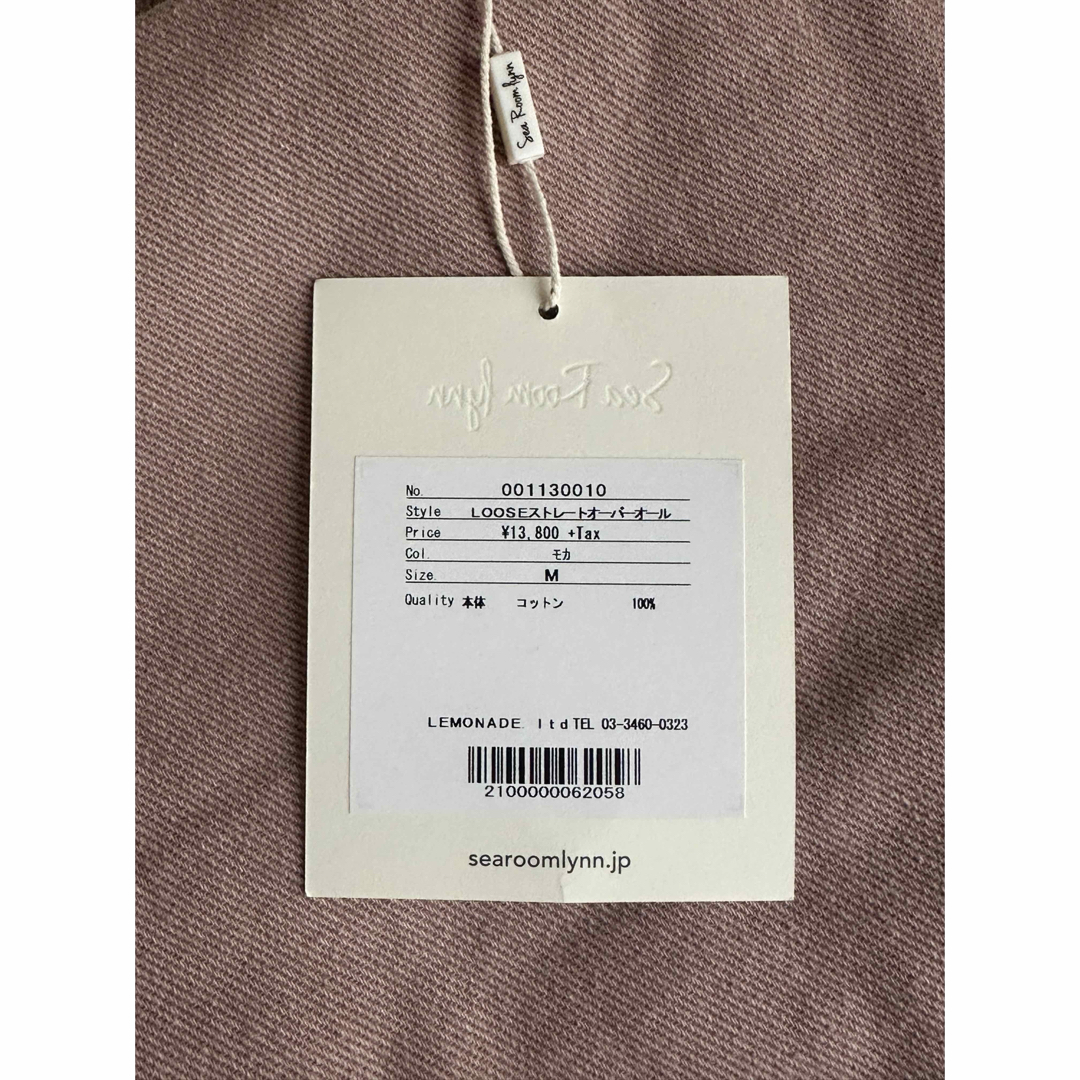 Sea Room lynn
Sea Room lynn
No. 001130010
Style LOOSEストレートオーバーオール
Price ¥13,800 +Tax
Col. モカ
Size. M
Quality 本体 コットン 100%
LEMONADE. ltd TEL 03-3460-0323
2100000062058
searoomlynn.jp